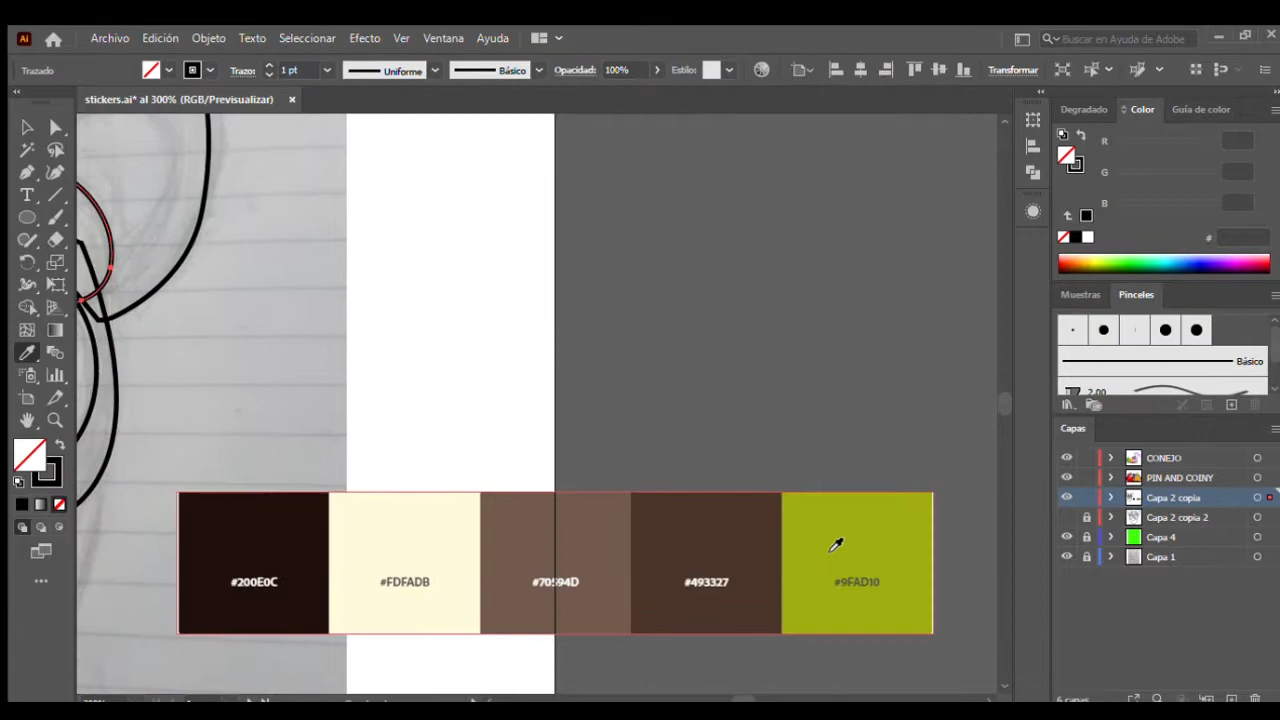 Ai
Archivo Edición Objeto Texto Seleccionar Efecto Ver Ventana Ayuda
Buscar en Ayuda de Adobe
Trazado
Trazo:
1 pt
Uniforme
Básico
Opacidad:
100%
Estilo:
Transformar
stickers.ai* al 300% (RGB/Previsualizar)
Degradado
Color
Guía de color
R
G
B
#
Muestras
Pinceles
Básico
2.00
Capas
CONEJO
PIN AND COINY
Capa 2 copia
Capa 2 copia 2
Capa 4
Capa 1
#200E0C
#FDFADB
#70594D
#493327
#9FAD10
6 capas